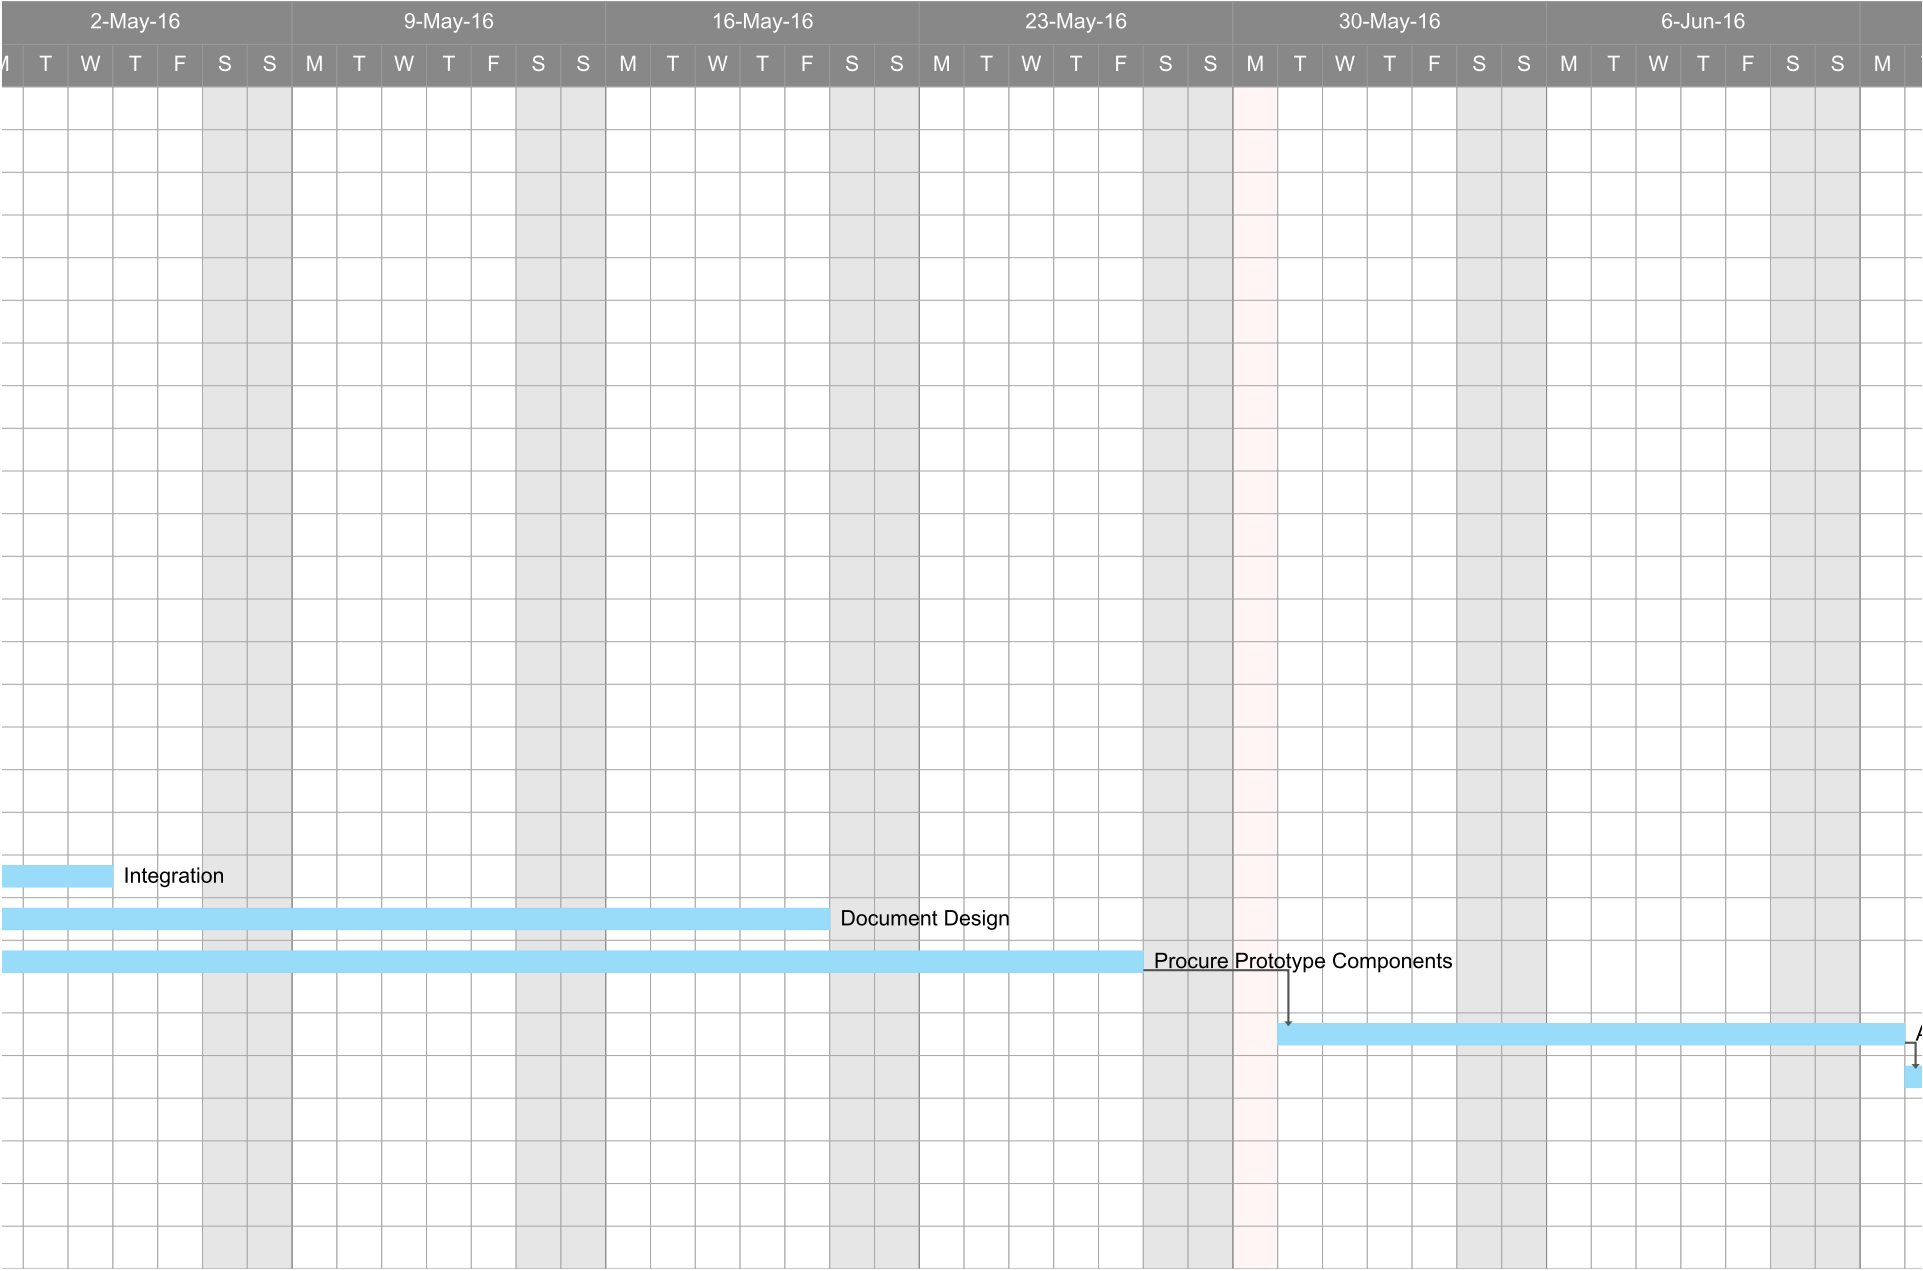 2-May-16 9-May-16 16-May-16 23-May-16 30-May-16 6-Jun-16
T W T F S S M T W T F S S M T W T F S S M T W T F S S M T W T F S S M T W T F S S M
Integration
Document Design
Procure Prototype Components